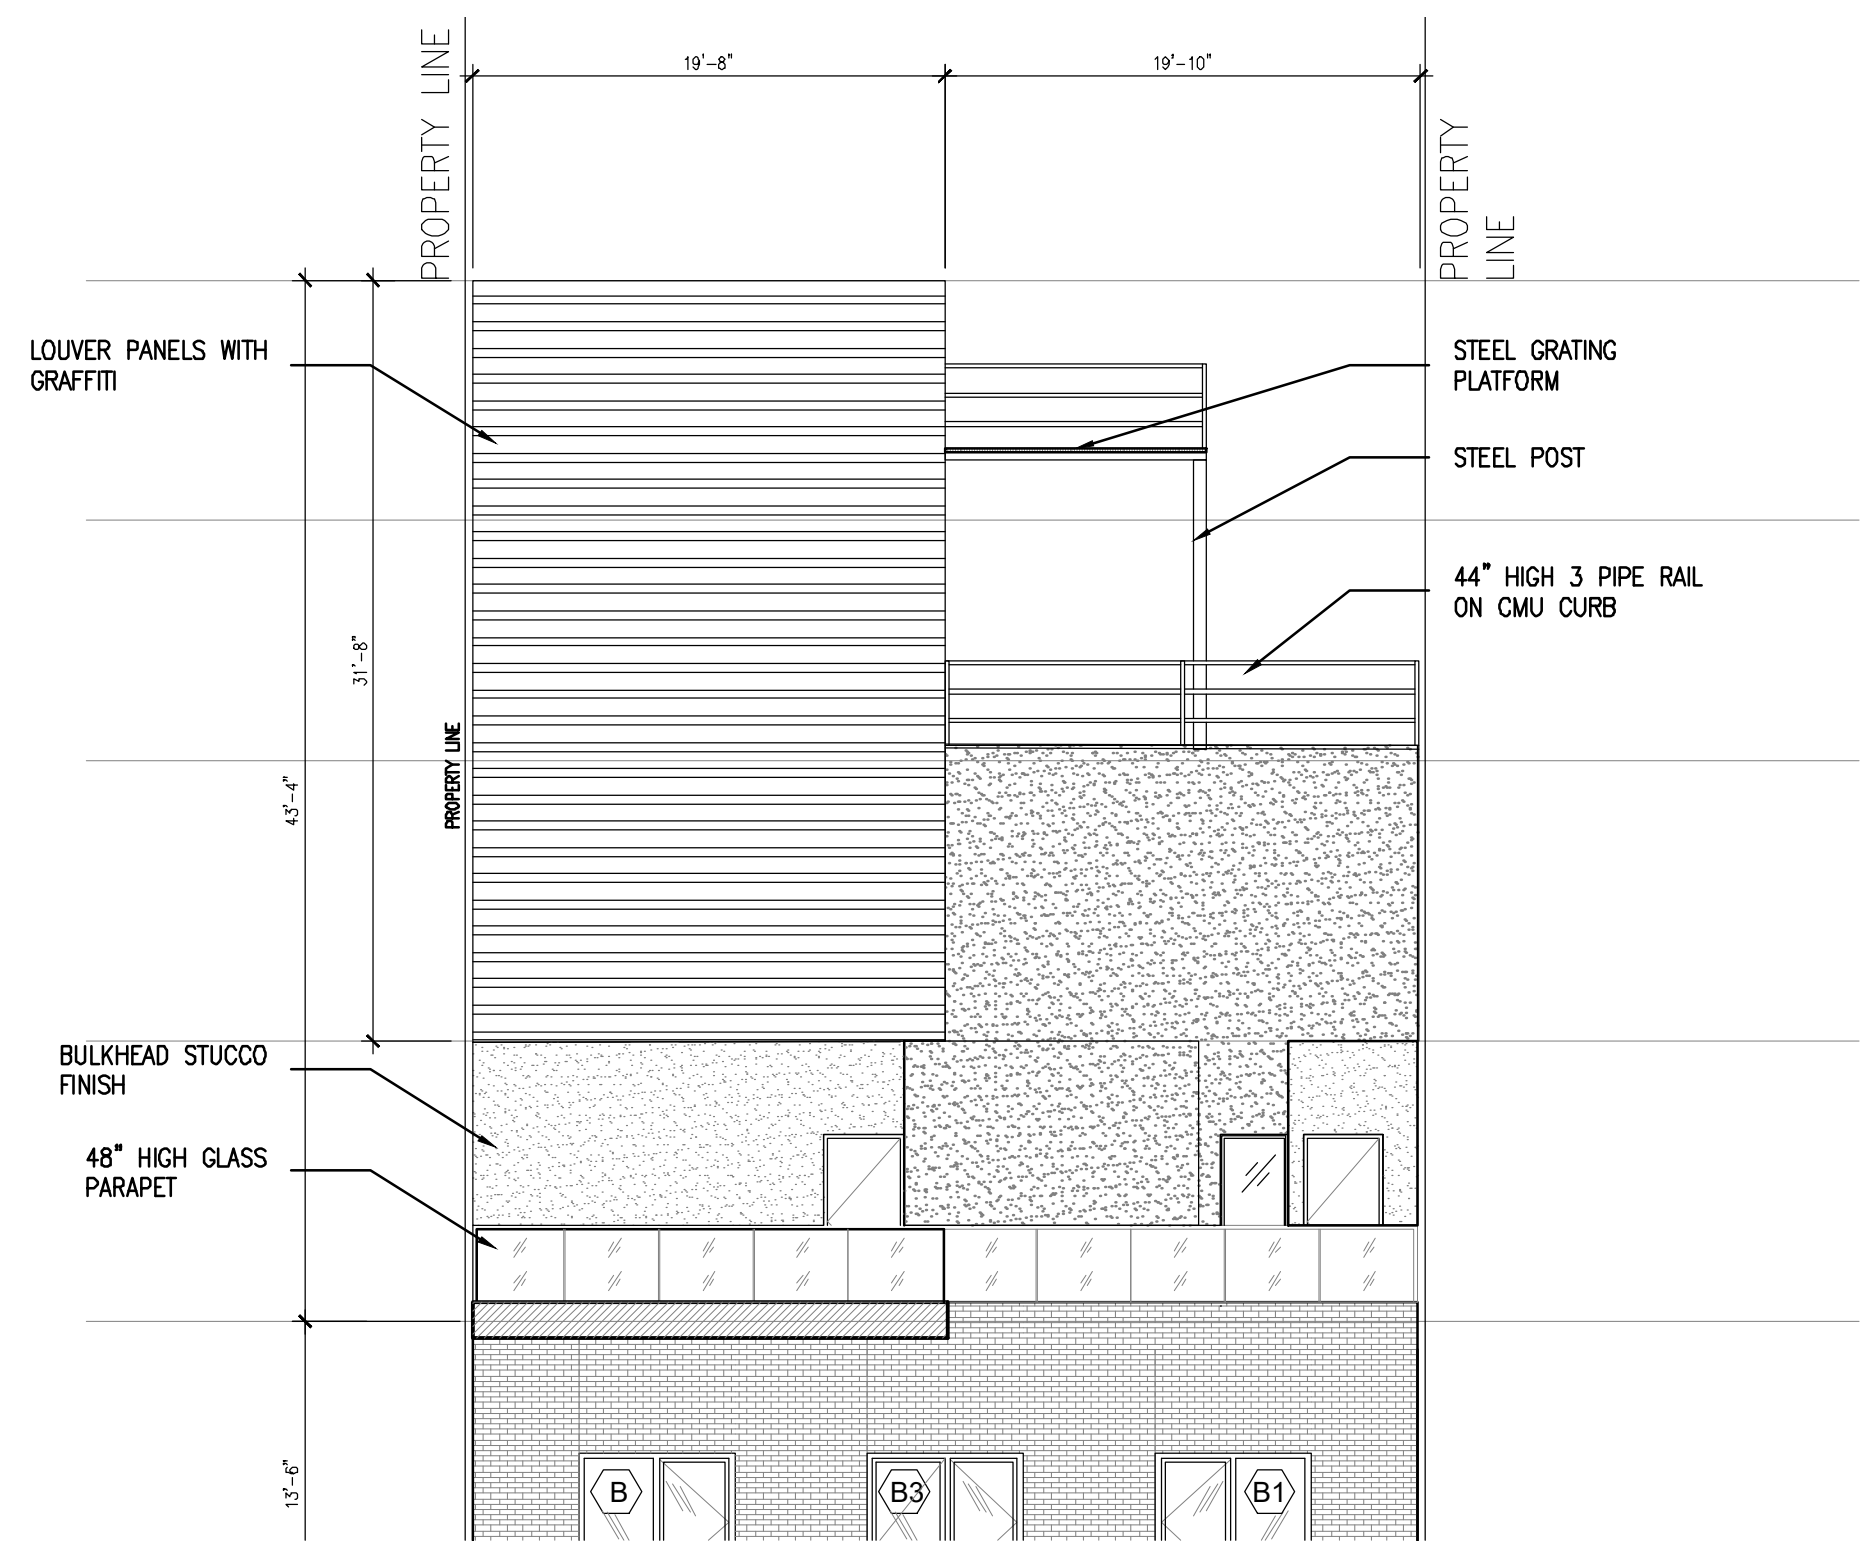 19'-8"
19'-10"
PROPERTY LINE
PROPERTY
LINE
LOUVER PANELS WITH
GRAFFITI
STEEL GRATING
PLATFORM
STEEL POST
44" HIGH 3 PIPE RAIL
ON CMU CURB
31'-8"
PROPERTY LINE
43'-4"
BULKHEAD STUCCO
FINISH
48" HIGH GLASS
PARAPET
13'-6"
B
B3
B1